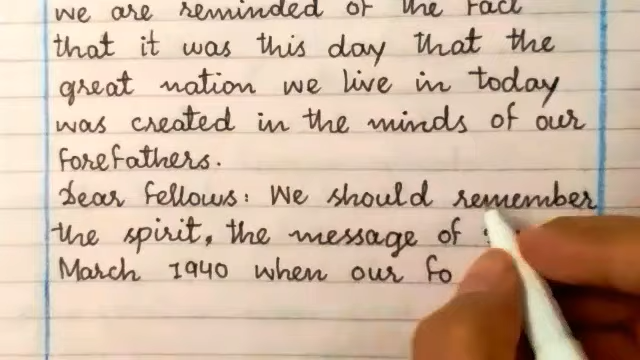 we are reminded of the fact
that it was this day that the
great nation we live in today
was created in the minds of our
forefathers.
Dear fellows: We should remember
the spirit, the message of
March 1940 when our fo